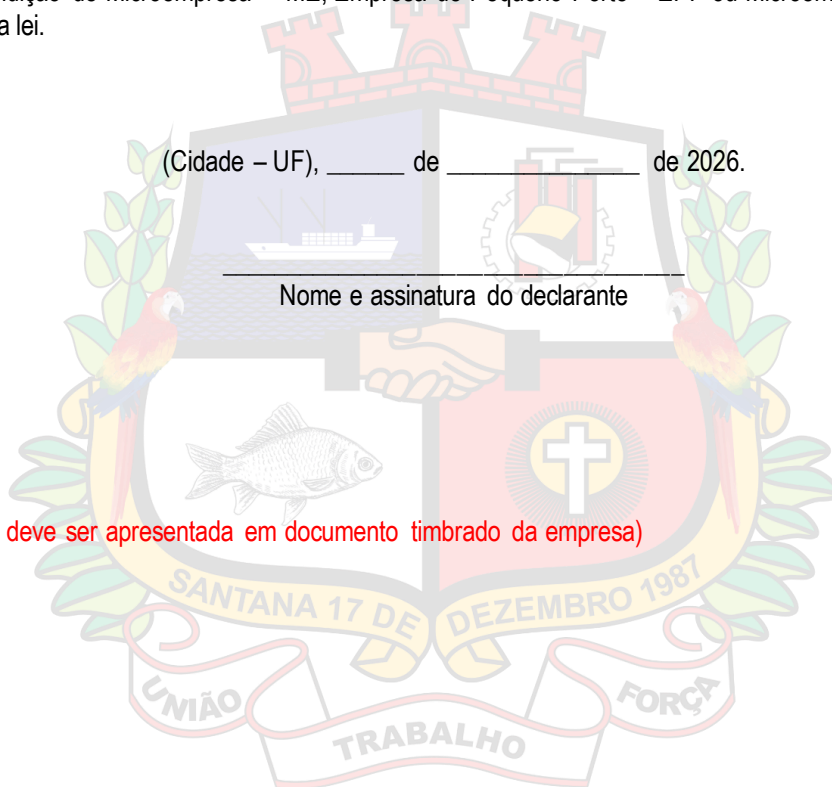 a lei.
(Cidade – UF), ______ de _______________ de 2026.
____________________________________
Nome e assinatura do declarante
deve ser apresentada em documento timbrado da empresa)
SANTANA 17 DE DEZEMBRO 1987
UNIÃO
TRABALHO
FORÇA